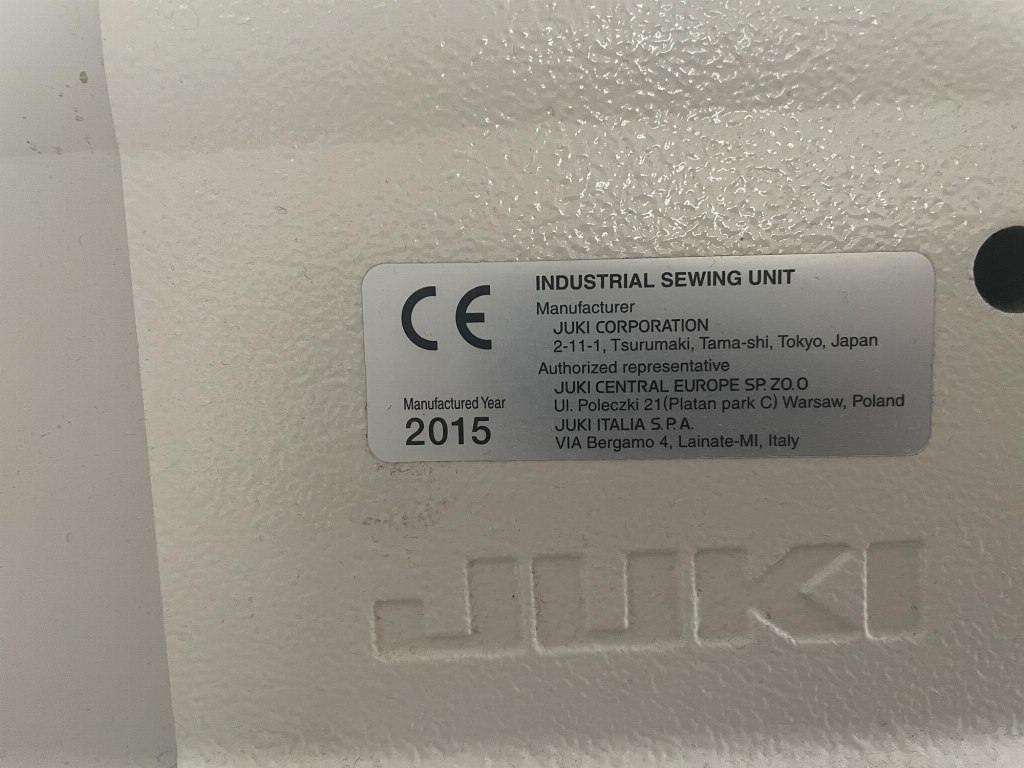 CE
INDUSTRIAL SEWING UNIT
Manufacturer
JUKI CORPORATION
2-11-1, Tsurumaki, Tama-shi, Tokyo, Japan
Authorized representative
JUKI CENTRAL EUROPE SP. ZO.O
Ul. Poleczki 21(Platan park C) Warsaw, Poland
JUKI ITALIA S.P.A.
VIA Bergamo 4, Lainate-MI, Italy
Manufactured Year
2015
JUKI